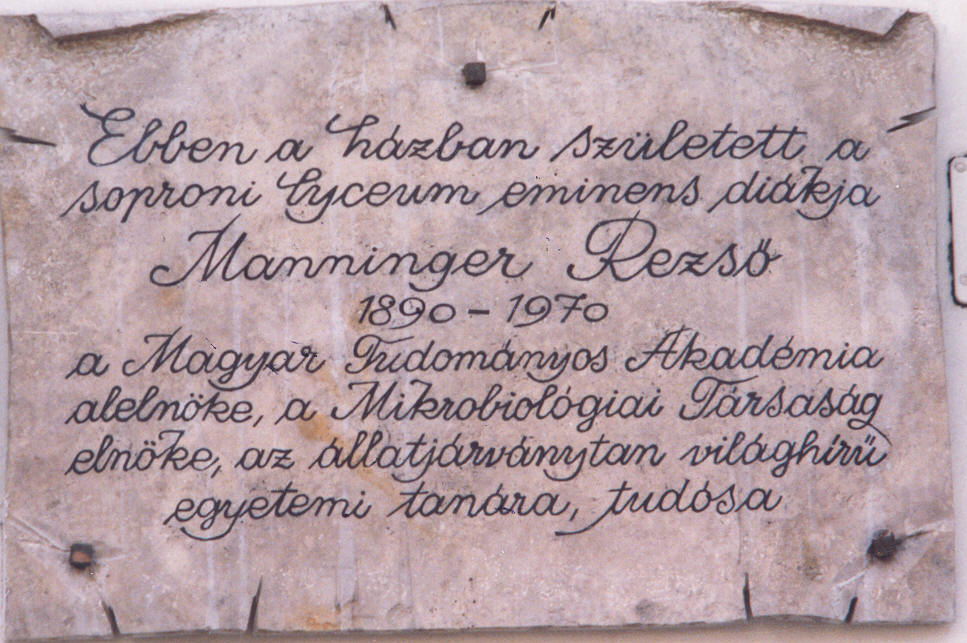 Ebben a házban született a
soproni lyceum eminens diákja
Manninger Rezső
1890-1970
a Magyar Tudományos Akadémia
alelnöke, a Mikrobiológiai Társaság
elnöke, az állatjárványtan világhírű
egyetemi tanára, tudósa